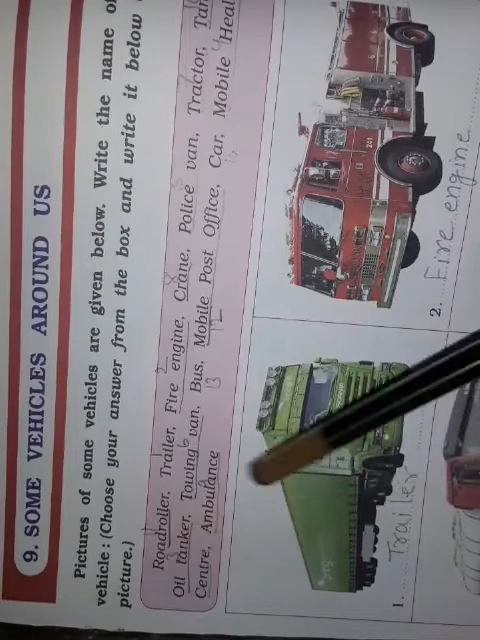 9. SOME VEHICLES AROUND US
Pictures of some vehicles are given below. Write the name of
vehicle : (Choose your answer from the box and write it below
picture.)
Roadroller, Trailer, Fire engine, Crane, Police van, Tractor,
Oil tanker, Towing van, Bus, Mobile Post Office, Car, Mobile
Centre, Ambulance
1. Trailer
2. Fire engine